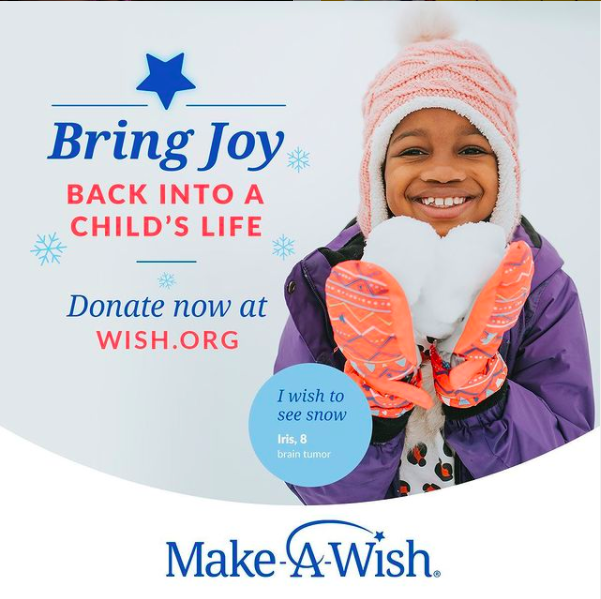 Bring Joy
BACK INTO A
CHILD'S LIFE
Donate now at
WISH.ORG
I wish to
see snow
Iris, 8
brain tumor
Make-A-Wish®